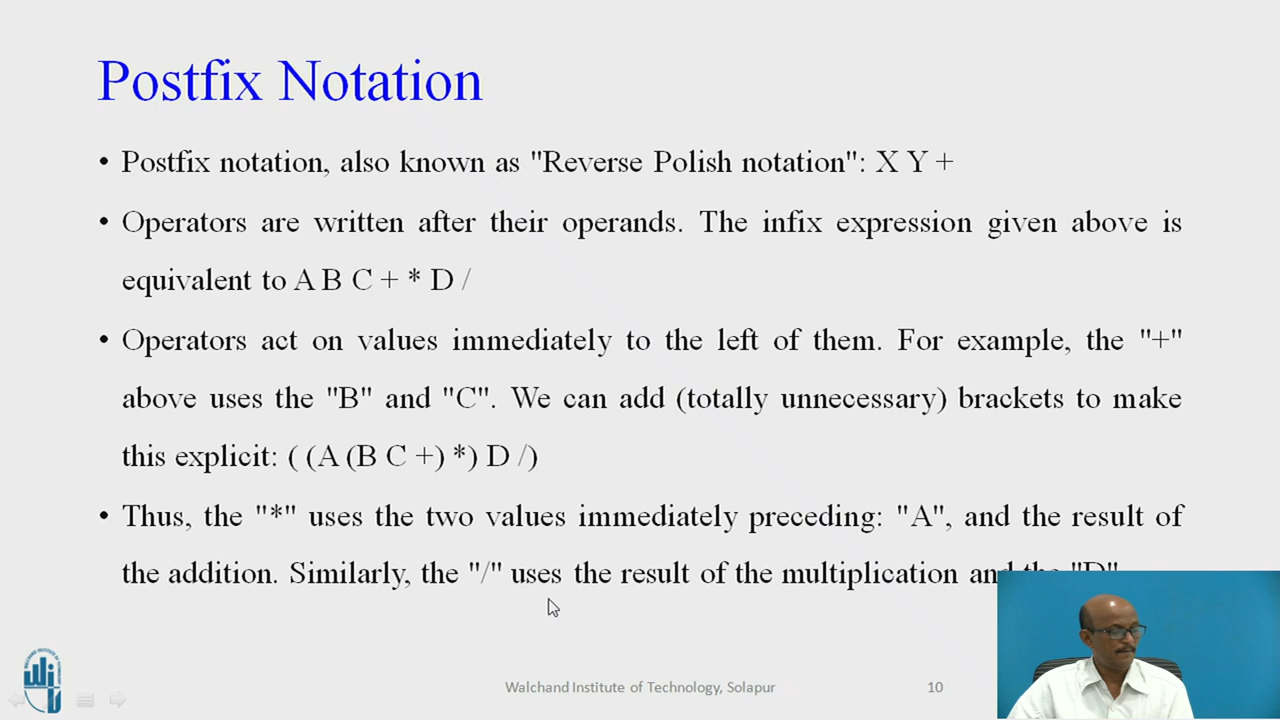 Postfix Notation
• Postfix notation, also known as "Reverse Polish notation": X Y +
• Operators are written after their operands. The infix expression given above is
equivalent to A B C + * D /
• Operators act on values immediately to the left of them. For example, the "+"
above uses the "B" and "C". We can add (totally unnecessary) brackets to make
this explicit: ( (A (B C +) *) D /)
• Thus, the "*" uses the two values immediately preceding: "A", and the result of
the addition. Similarly, the "/" uses the result of the multiplication and the "D"
Walchand Institute of Technology, Solapur
10